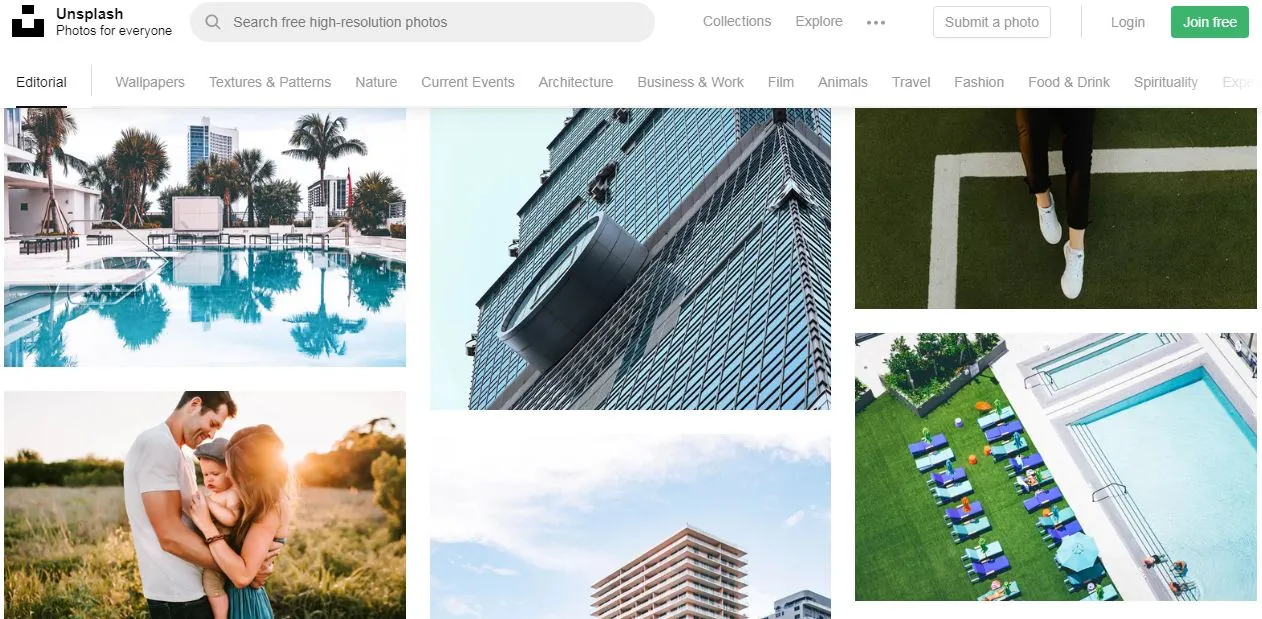 Unsplash
Photos for everyone
Search free high-resolution photos
Collections
Explore
Submit a photo
Login
Join free
Editorial
Wallpapers
Textures & Patterns
Nature
Current Events
Architecture
Business & Work
Film
Animals
Travel
Fashion
Food & Drink
Spirituality